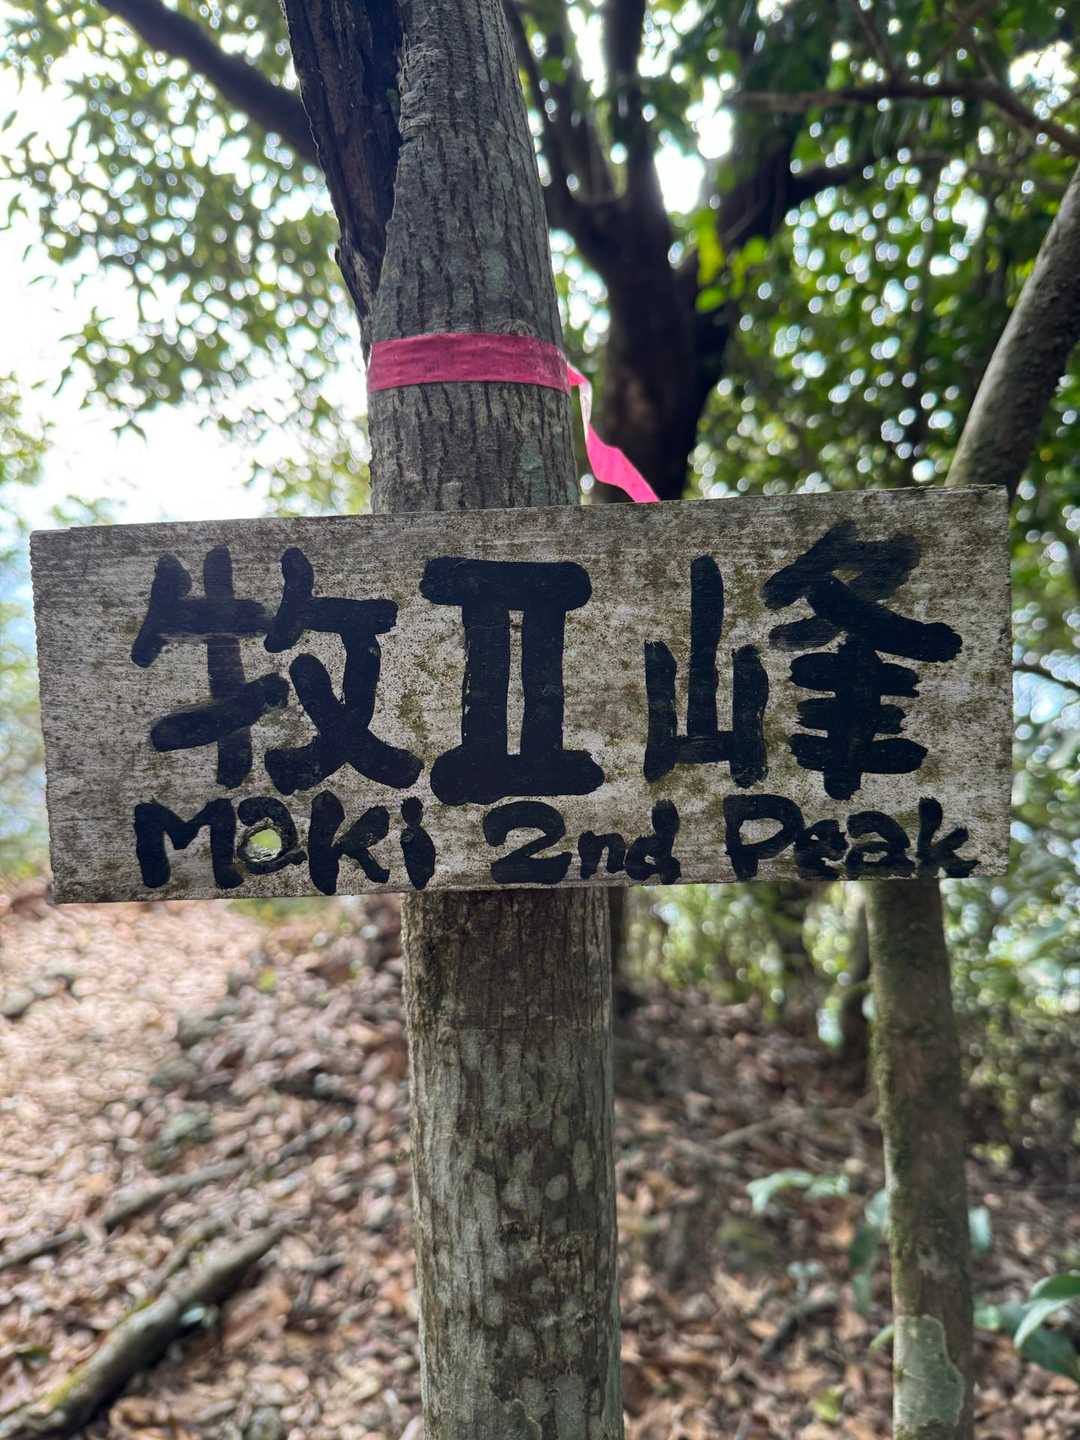 牧Ⅱ峰
Maki 2nd Peak